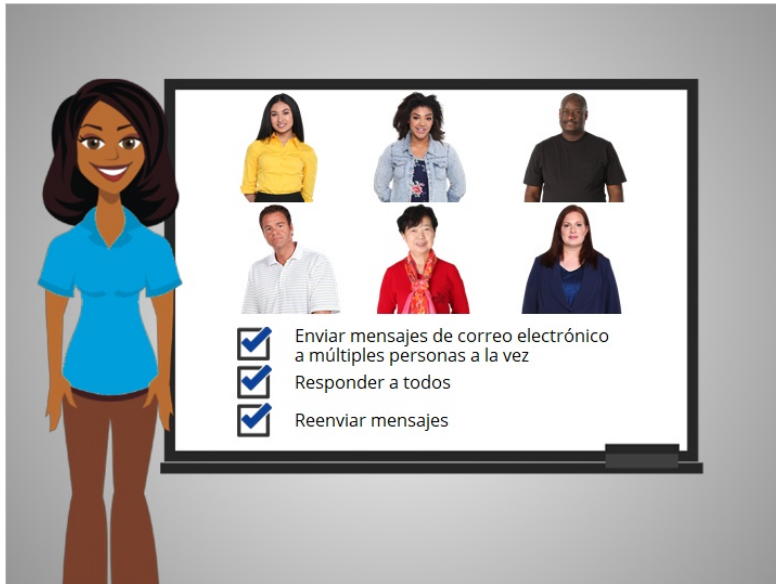 Enviar mensajes de correo electrónico
a múltiples personas a la vez
Responder a todos
Reenviar mensajes